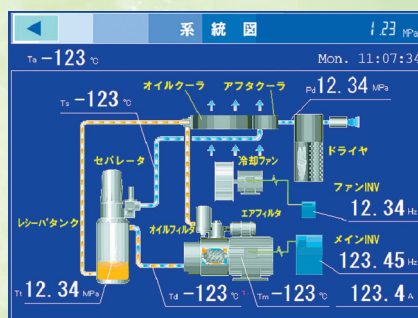 系統図
1.23 MPa
Ta -123 ℃
Mon. 11:07:34
オイルクーラ アフタクーラ
Ts -123 ℃
Pd 12.34 MPa
セパレータ
冷却ファン
ドライヤ
ファンINV
12.34 Hz
レシーバタンク
オイルフィルタ
エアフィルタ
メインINV
123.45 Hz
Tt 12.34 MPa
Td -123 ℃
Tm -123 ℃
123.4 A